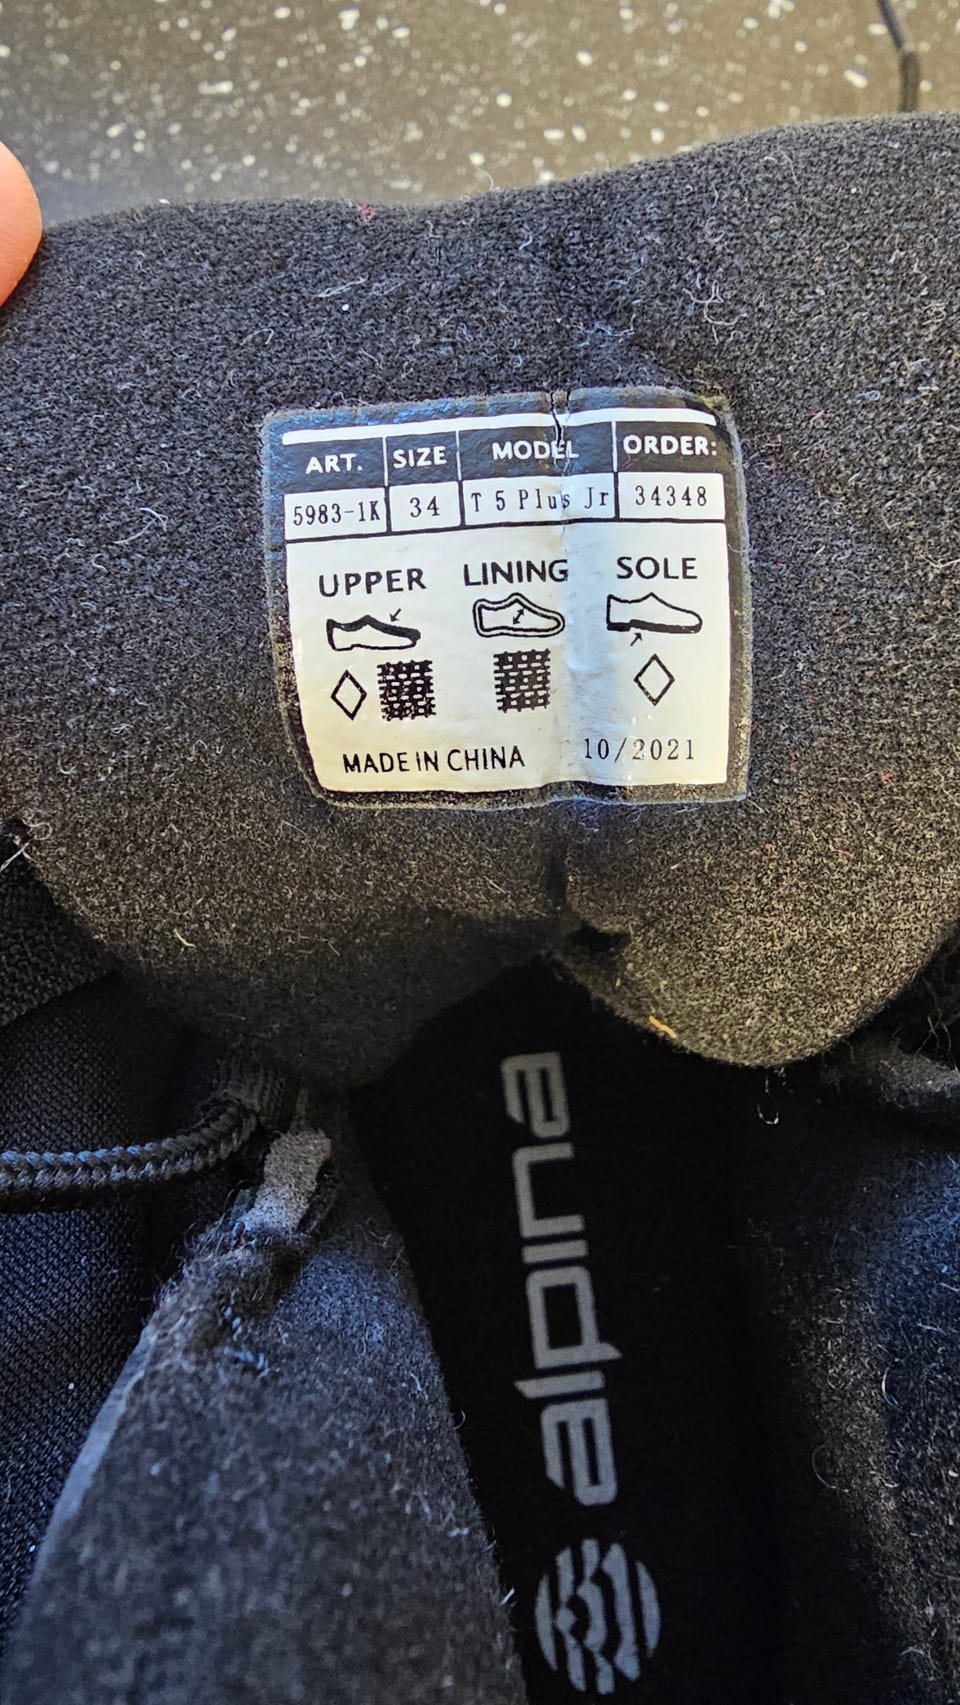 ART. SIZE MODEL ORDER:
5983-1K 34 T 5 Plus Jr 34348
UPPER LINING SOLE
MADE IN CHINA 10/2021
alpina